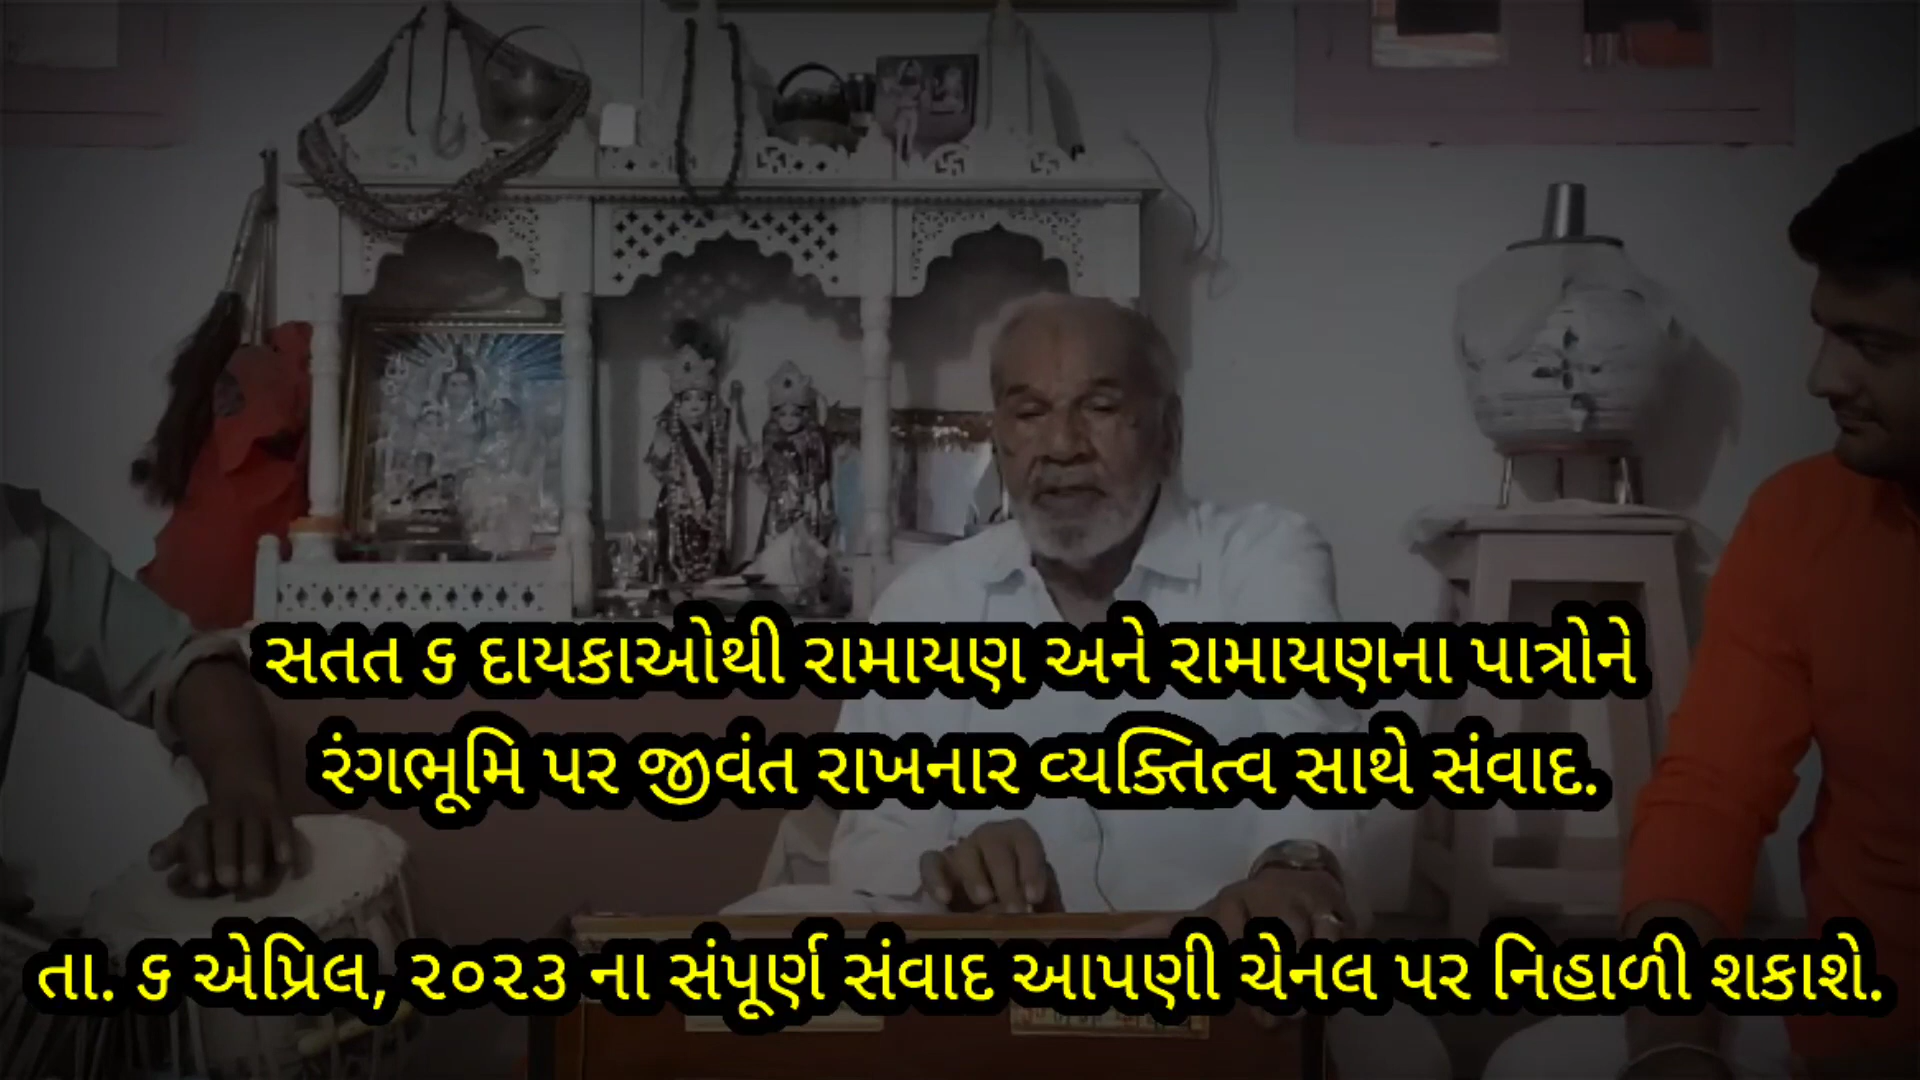 સતત ૬ દાયકાઓથી રામાયણ અને રામાયણના પાત્રોને
રંગભૂમિ પર જીવંત રાખનાર વ્યક્તિત્વ સાથે સંવાદ.
તા. ૬ એપ્રિલ, ૨૦૨૩ ના સંપૂર્ણ સંવાદ આપણી ચેનલ પર નિહાળી શકાશે.